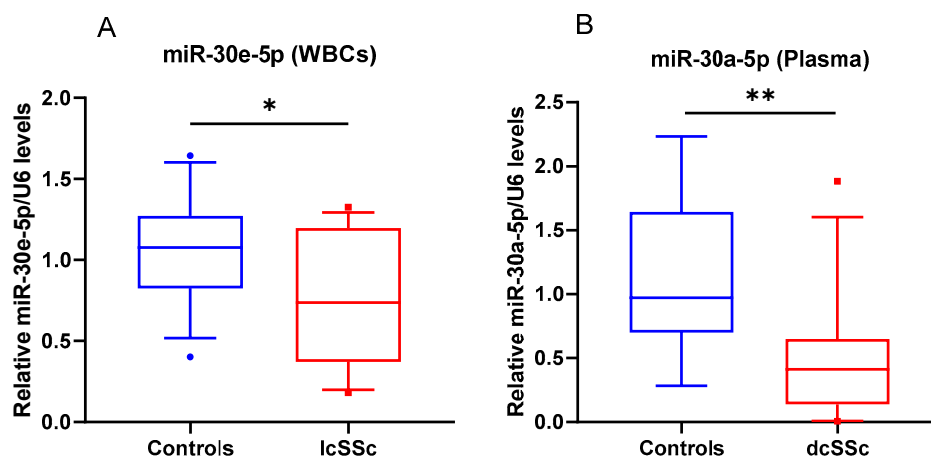 A
miR-30e-5p (WBCs)
*
Relative miR-30e-5p/U6 levels
2.0
1.5
1.0
0.5
0.0
Controls lcSSc
B
miR-30a-5p (Plasma)
**
Relative miR-30a-5p/U6 levels
2.5
2.0
1.5
1.0
0.5
0.0
Controls dcSSc